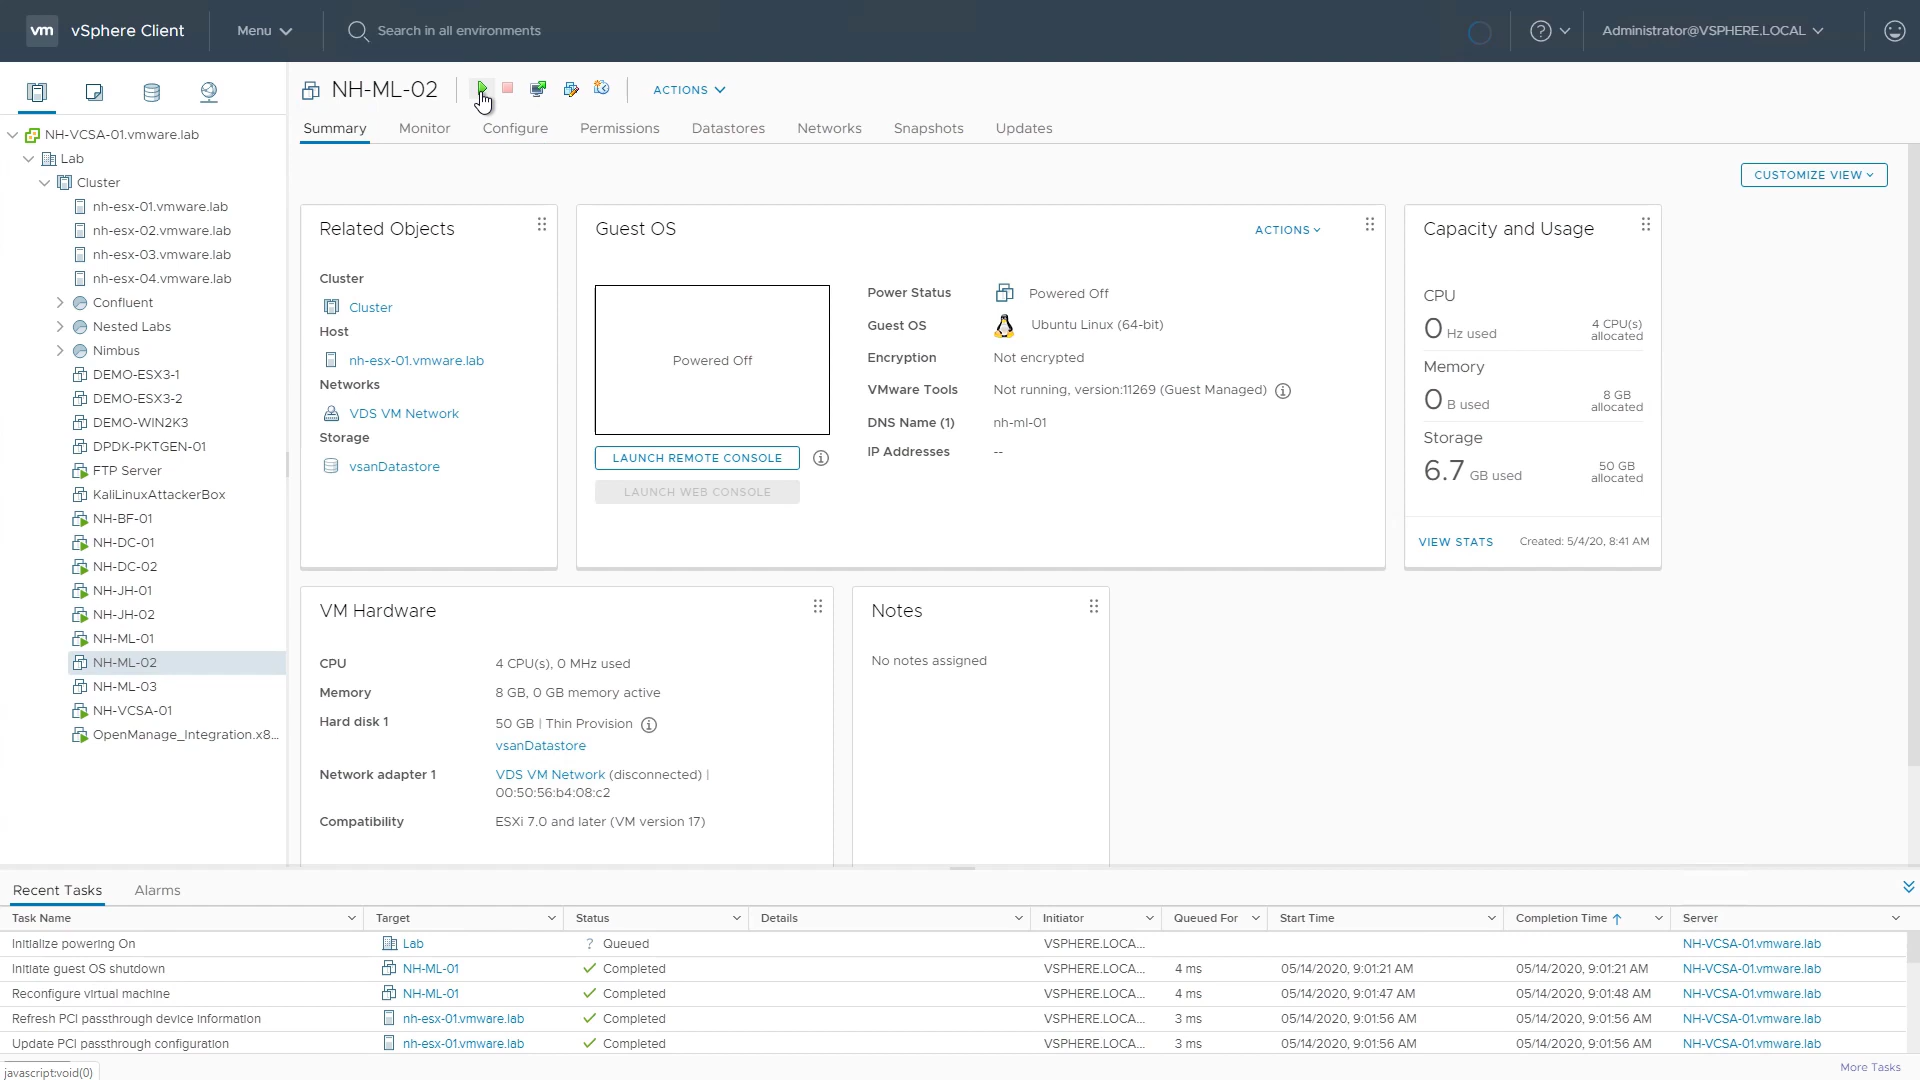 vm vSphere Client Menu Search in all environments Administrator@VSPHERE.LOCAL
NH-VCSA-01.vmware.lab
Lab
Cluster
nh-esx-01.vmware.lab
nh-esx-02.vmware.lab
nh-esx-03.vmware.lab
nh-esx-04.vmware.lab
Confluent
Nested Labs
Nimbus
DEMO-ESX3-1
DEMO-ESX3-2
DEMO-WIN2K3
DPDK-PKTGEN-01
FTP Server
KaliLinuxAttackerBox
NH-BF-01
NH-DC-01
NH-DC-02
NH-JH-01
NH-JH-02
NH-ML-01
NH-ML-02
NH-ML-03
NH-VCSA-01
OpenManage_Integration.x8...
NH-ML-02 ACTIONS
Summary Monitor Configure Permissions Datastores Networks Snapshots Updates
CUSTOMIZE VIEW
Related Objects
Cluster
Cluster
Host
nh-esx-01.vmware.lab
Networks
VDS VM Network
Storage
vsanDatastore
Guest OS ACTIONS
Powered Off
LAUNCH REMOTE CONSOLE
LAUNCH WEB CONSOLE
Power Status Powered Off
Guest OS Ubuntu Linux (64-bit)
Encryption Not encrypted
VMware Tools Not running, version:11269 (Guest Managed)
DNS Name (1) nh-ml-01
IP Addresses --
Capacity and Usage
CPU
0 Hz used 4 CPU(s) allocated
Memory
0 B used 8 GB allocated
Storage
6.7 GB used 50 GB allocated
VIEW STATS Created: 5/4/20, 8:41 AM
VM Hardware
CPU 4 CPU(s), 0 MHz used
Memory 8 GB, 0 GB memory active
Hard disk 1 50 GB | Thin Provision
vsanDatastore
Network adapter 1 VDS VM Network (disconnected) |
00:50:56:b4:08:c2
Compatibility ESXi 7.0 and later (VM version 17)
Notes
No notes assigned
Recent Tasks Alarms
Task Name Target Status Details Initiator Queued For Start Time Completion Time Server
Initialize powering On Lab ? Queued VSPHERE.LOCA... NH-VCSA-01.vmware.lab
Initiate guest OS shutdown NH-ML-01 Completed VSPHERE.LOCA... 4 ms 05/14/2020, 9:01:21 AM 05/14/2020, 9:01:21 AM NH-VCSA-01.vmware.lab
Reconfigure virtual machine NH-ML-01 Completed VSPHERE.LOCA... 4 ms 05/14/2020, 9:01:47 AM 05/14/2020, 9:01:48 AM NH-VCSA-01.vmware.lab
Refresh PCI passthrough device information nh-esx-01.vmware.lab Completed VSPHERE.LOCA... 3 ms 05/14/2020, 9:01:56 AM 05/14/2020, 9:01:56 AM NH-VCSA-01.vmware.lab
Update PCI passthrough configuration nh-esx-01.vmware.lab Completed VSPHERE.LOCA... 3 ms 05/14/2020, 9:01:56 AM 05/14/2020, 9:01:56 AM NH-VCSA-01.vmware.lab
javascript:void(0) More Tasks